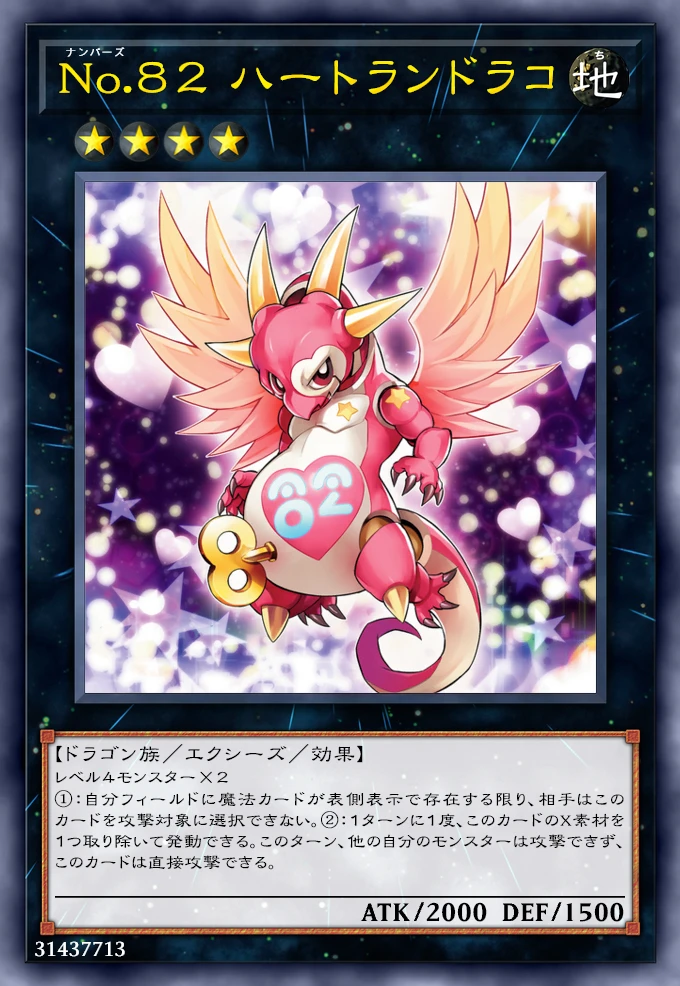 ナンバーズ
No.82 ハートランドラコ
ち
地
82
【ドラゴン族／エクシーズ／効果】
レベル4モンスター×2
①：自分フィールドに魔法カードが表側表示で存在する限り、相手はこの
カードを攻撃対象に選択できない。②：1ターンに1度、このカードのX素材を
1つ取り除いて発動できる。このターン、他の自分のモンスターは攻撃できず、
このカードは直接攻撃できる。
ATK/2000 DEF/1500
31437713